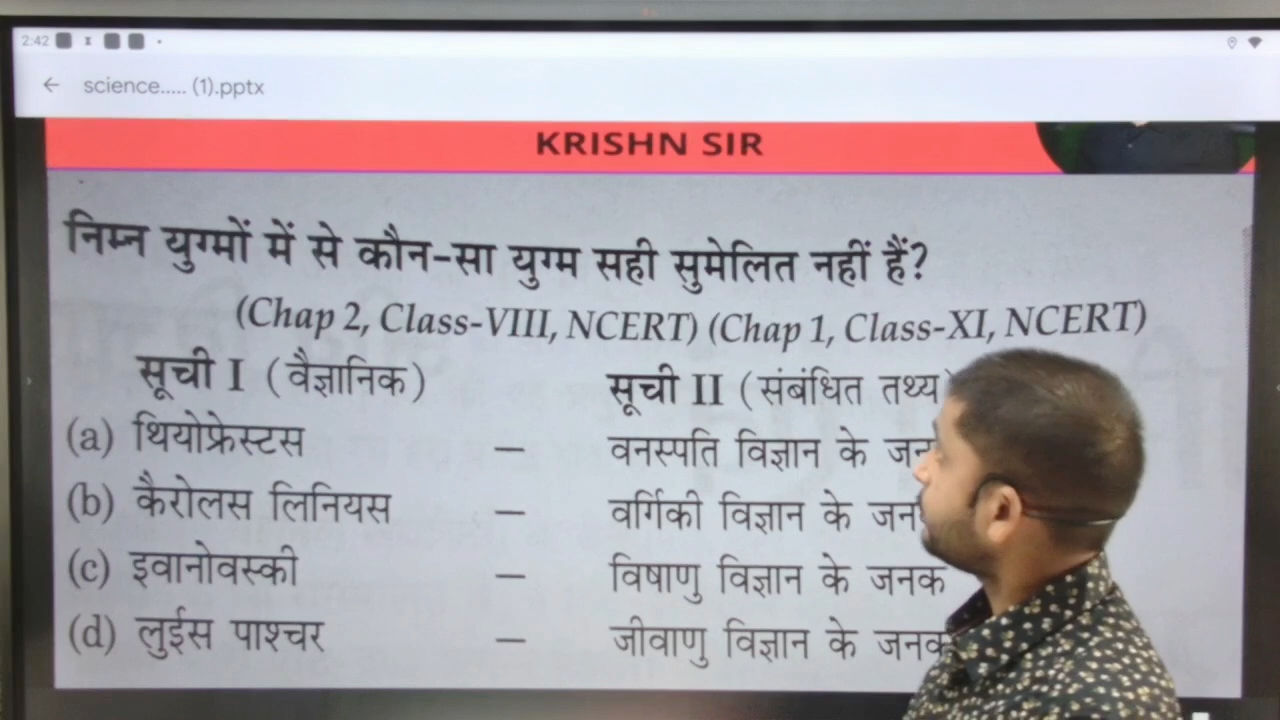 2:42
science..... (1).pptx
KRISHN SIR
निम्न युग्मों में से कौन-सा युग्म सही सुमेलित नहीं हैं?
(Chap 2, Class-VIII, NCERT) (Chap 1, Class-XI, NCERT)
सूची I (वैज्ञानिक) सूची II (संबंधित तथ्य
(a) थियोफ्रेस्टस – वनस्पति विज्ञान के
(b) कैरोलस लिनियस – वर्गिकी विज्ञान के
(c) इवानोवस्की – विषाणु विज्ञान के जनक
(d) लुईस पाश्चर – जीवाणु विज्ञान के जनक